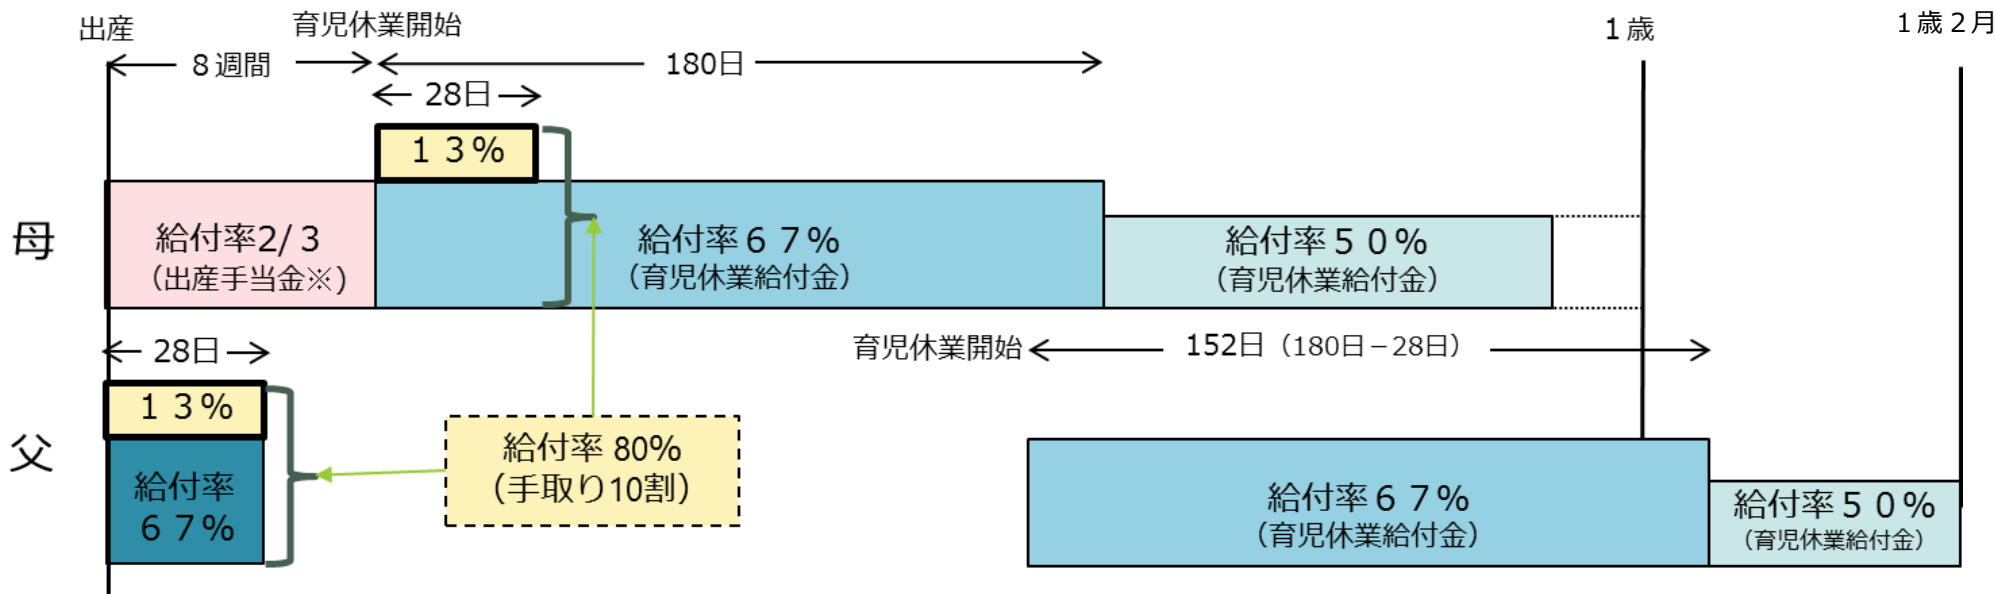 出産
育児休業開始
1歳
1歳2月
8週間
180日
28日
13%
母
給付率2/3
（出産手当金※）
給付率67%
（育児休業給付金）
給付率50%
（育児休業給付金）
28日
育児休業開始
152日（180日－28日）
13%
父
給付率
67%
給付率 80%
（手取り10割）
給付率67%
（育児休業給付金）
給付率50%
（育児休業給付金）